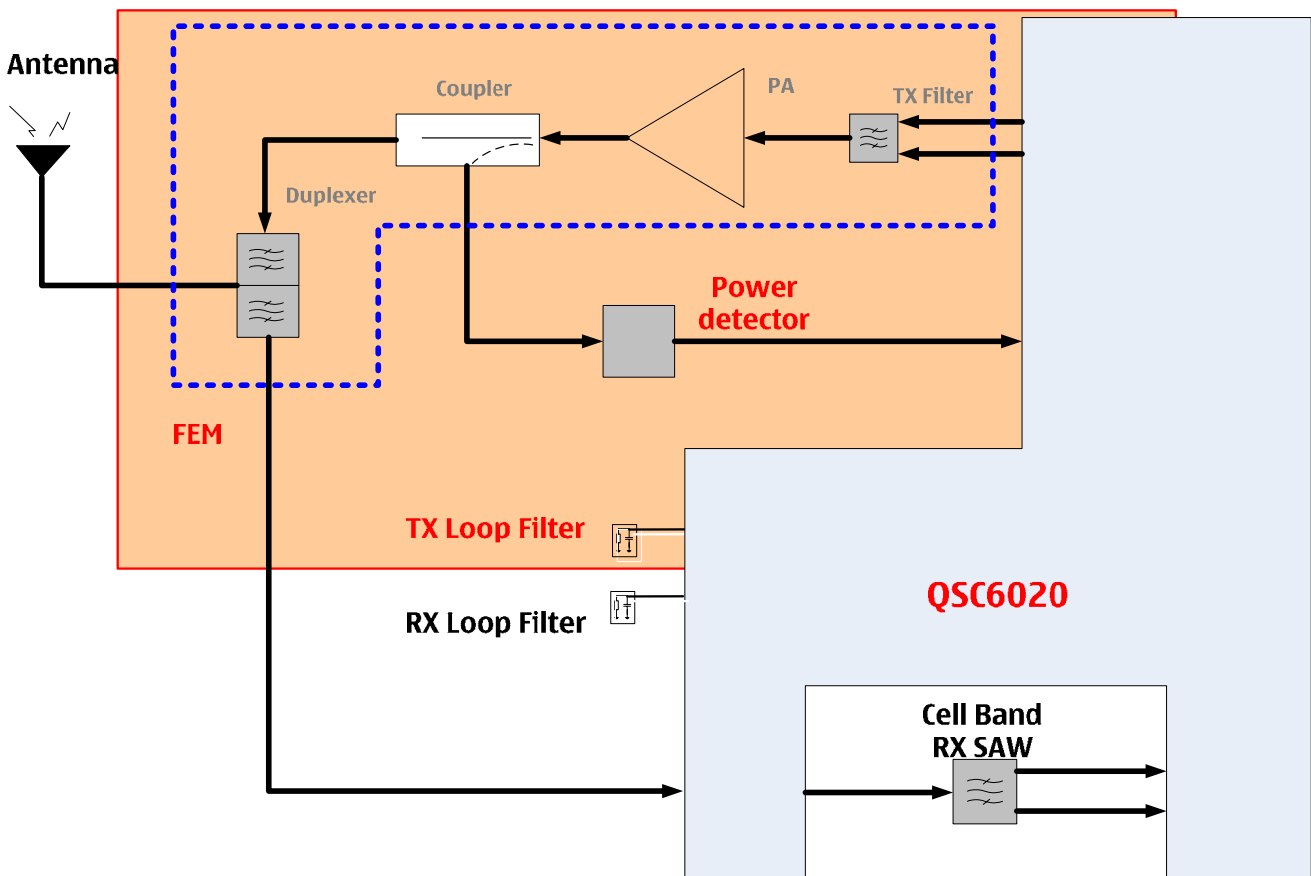 Antenna
Coupler
PA
TX Filter
Duplexer
Power
detector
FEM
TX Loop Filter
RX Loop Filter
QSC6020
Cell Band
RX SAW